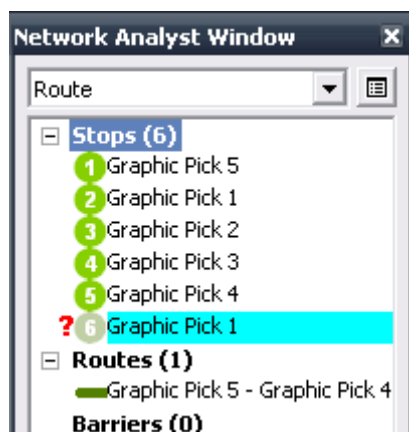 Network Analyst Window
Route
Stops (6)
1 Graphic Pick 5
2 Graphic Pick 1
3 Graphic Pick 2
4 Graphic Pick 3
5 Graphic Pick 4
? 6 Graphic Pick 1
Routes (1)
Graphic Pick 5 - Graphic Pick 4
Barriers (0)